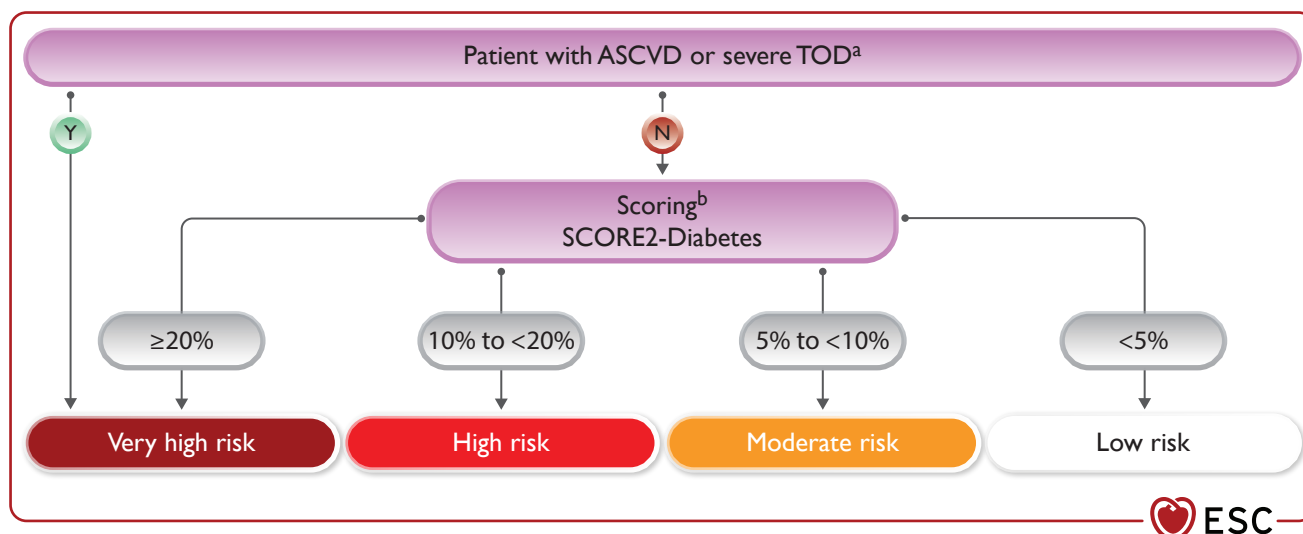 Patient with ASCVD or severe TODᵃ
Y
N
Scoringᵇ
SCORE2-Diabetes
≥20%
10% to <20%
5% to <10%
<5%
Very high risk
High risk
Moderate risk
Low risk
ESC